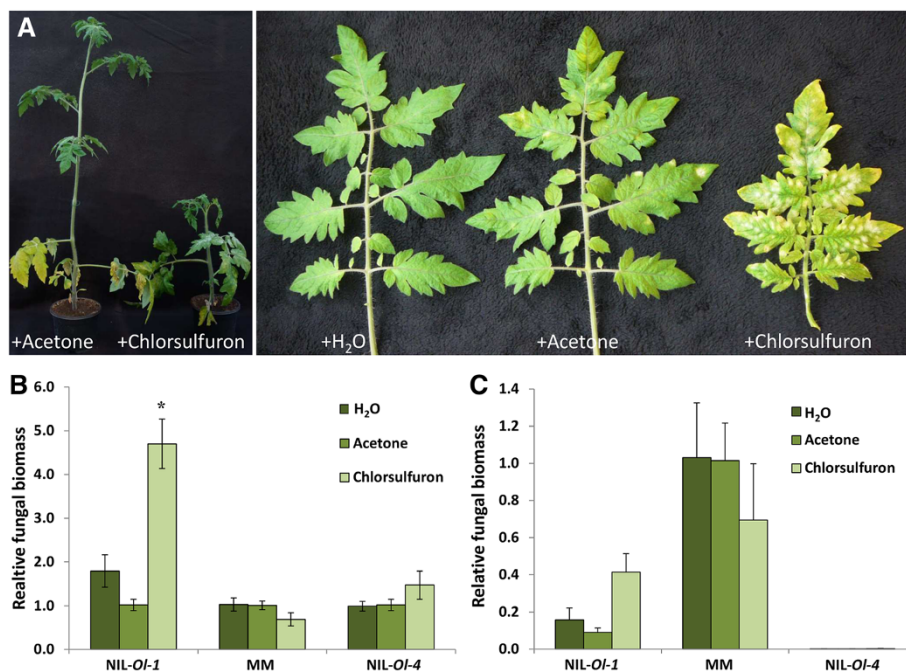 A
+Acetone +Chlorsulfuron
+H₂O +Acetone +Chlorsulfuron
B
Realtive fungal biomass
6.0
5.0
4.0
3.0
2.0
1.0
0.0
*
H₂O
Acetone
Chlorsulfuron
NIL-Ol-1 MM NIL-Ol-4
C
Relative fungal biomass
1.4
1.2
1.0
0.8
0.6
0.4
0.2
0.0
H₂O
Acetone
Chlorsulfuron
NIL-Ol-1 MM NIL-Ol-4